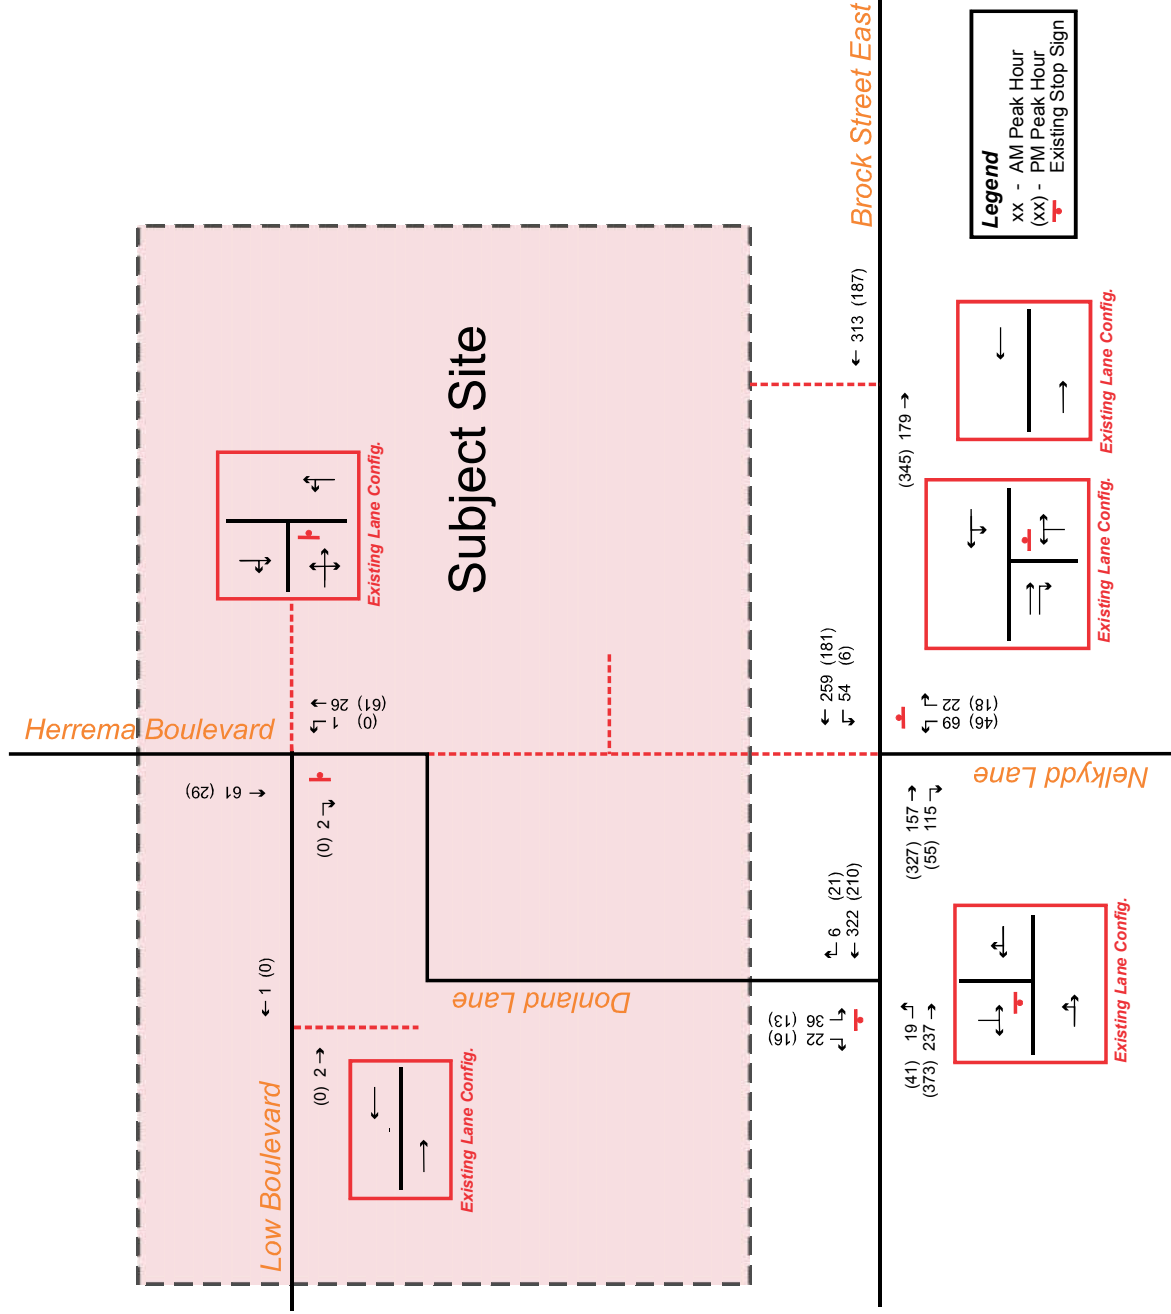 Brock Street East
Legend
xx - AM Peak Hour
(xx) - PM Peak Hour
Existing Stop Sign
Subject Site
Existing Lane Config.
Herrema Boulevard
26 (61)
1 (0)
61 (29)
(0) 2
1 (0)
(0) 2
Low Boulevard
Existing Lane Config.
Donland Lane
313 (187)
(345) 179
Existing Lane Config.
Existing Lane Config.
259 (181)
54 (6)
69 (46)
22 (18)
Nelkydd Lane
(327) 157
(55) 115
6 (21)
322 (210)
36 (13)
22 (16)
(41) 19
(373) 237
Existing Lane Config.